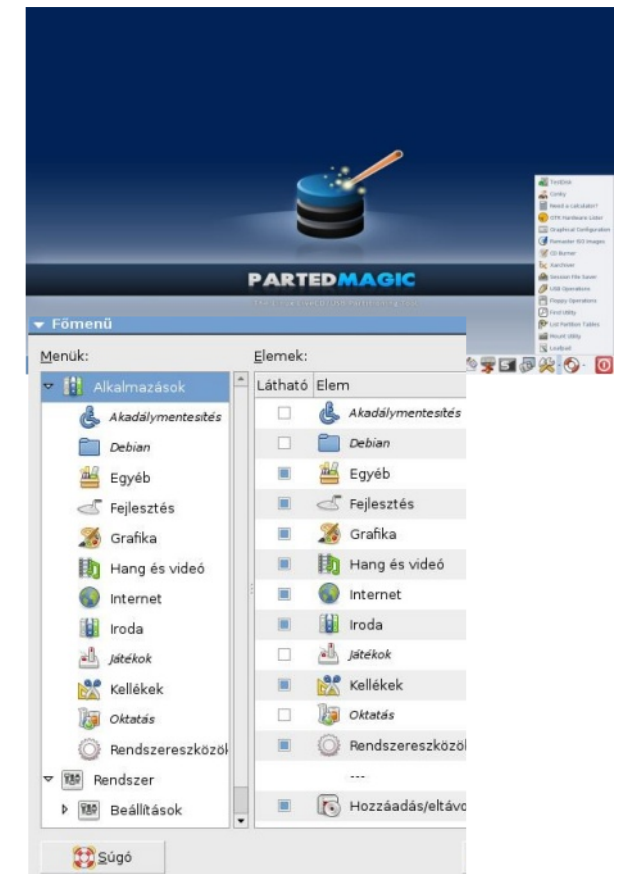 PARTEDMAGIC
TestDisk
Conky
Need a calculator?
GTK Hardware Lister
Graphical Configuration
Remaster ISO Images
CD Burner
Xarchiver
Session File Saver
USB Operations
Floppy Operations
Find Utility
List Partition Tables
Mount Utility
Leafpad
Főmenü
Menük:
Alkalmazások
Akadálymentesítés
Debian
Egyéb
Fejlesztés
Grafika
Hang és videó
Internet
Iroda
Játékok
Kellékek
Oktatás
Rendszereszközök
Rendszer
Beállítások
Súgó
Elemek:
Látható Elem
Akadálymentesítés
Debian
Egyéb
Fejlesztés
Grafika
Hang és videó
Internet
Iroda
Játékok
Kellékek
Oktatás
Rendszereszközöl
---
Hozzáadás/eltávo